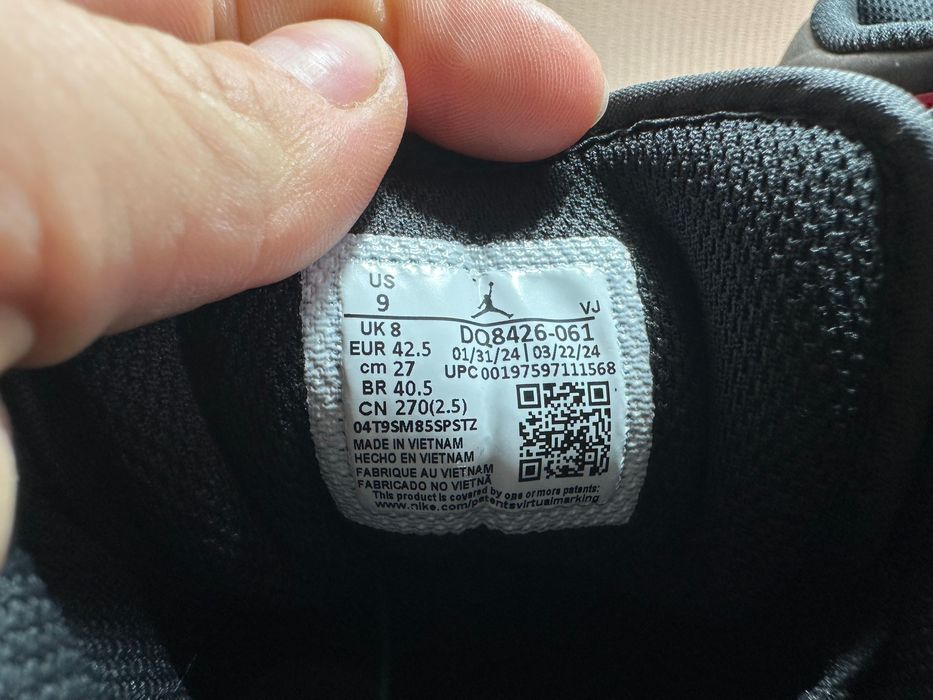 US
9
VJ
UK 8
EUR 42.5
cm 27
BR 40.5
CN 270(2.5)
04T9SM85SPSTZ
DQ8426-061
01/31/24 | 03/22/24
UPC 00197597111568
MADE IN VIETNAM
HECHO EN VIETNAM
FABRIQUE AU VIETNAM
FABRICADO NO VIETNÃ
This product is covered by one or more patents:
www.nike.com/patentsvirtualmarking